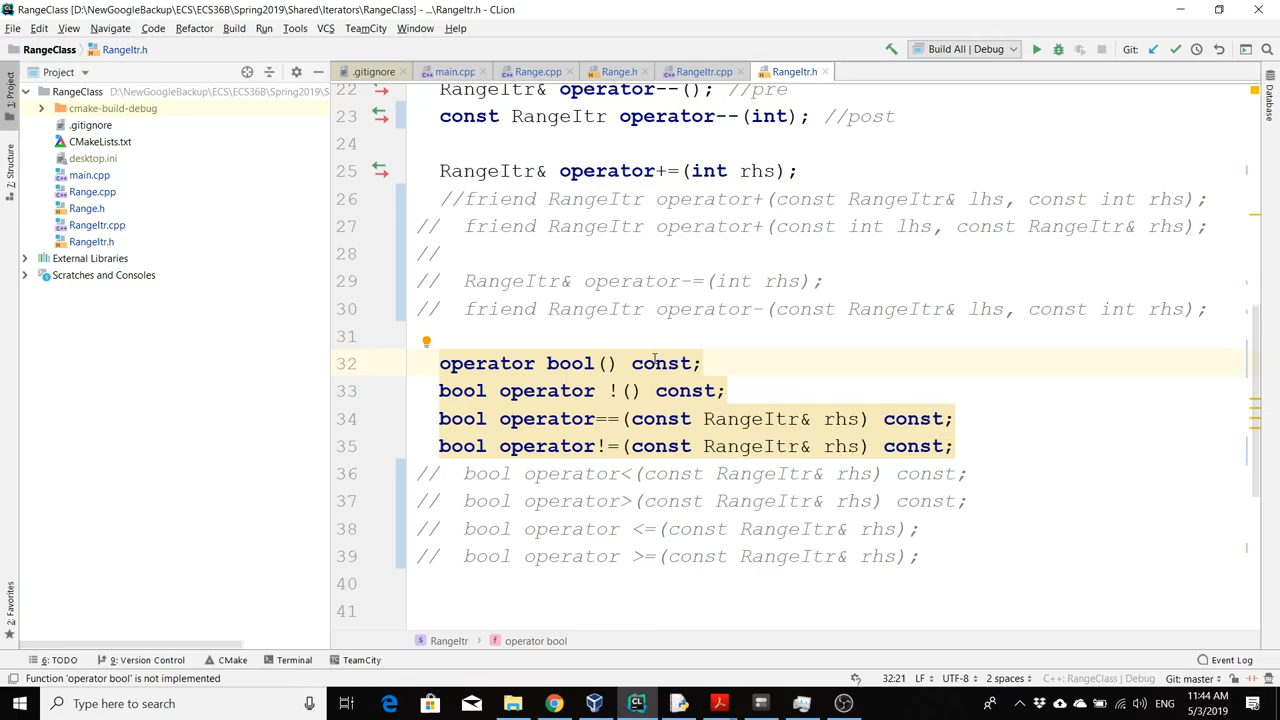 RangeClass [D:\NewGoogleBackup\ECS\ECS36B\Spring2019\Shared\Iterators\RangeClass] - ...\RangeItr.h - CLion
File Edit View Navigate Code Refactor Build Run Tools VCS TeamCity Window Help
RangeClass RangeItr.h
Build All | Debug
Git:
Project
.gitignore
main.cpp
Range.cpp
Range.h
RangeItr.cpp
RangeItr.h
RangeClass D:\NewGoogleBackup\ECS\ECS36B\Spring2019\S
cmake-build-debug
.gitignore
CMakeLists.txt
desktop.ini
main.cpp
Range.cpp
Range.h
RangeItr.cpp
RangeItr.h
External Libraries
Scratches and Consoles
1: Project
7: Structure
2: Favorites
Database
22 RangeItr& operator--(); //pre
23 const RangeItr operator--(int); //post
24
25 RangeItr& operator+=(int rhs);
26 //friend RangeItr operator+(const RangeItr& lhs, const int rhs);
27 // friend RangeItr operator+(const int lhs, const RangeItr& rhs);
28 //
29 // RangeItr& operator-=(int rhs);
30 // friend RangeItr operator-(const RangeItr& lhs, const int rhs);
31
32 operator bool() const;
33 bool operator !() const;
34 bool operator==(const RangeItr& rhs) const;
35 bool operator!=(const RangeItr& rhs) const;
36 // bool operator<(const RangeItr& rhs) const;
37 // bool operator>(const RangeItr& rhs) const;
38 // bool operator <=(const RangeItr& rhs);
39 // bool operator >=(const RangeItr& rhs);
40
41
RangeItr operator bool
6: TODO 9: Version Control CMake Terminal TeamCity Event Log
Function 'operator bool' is not implemented 32:21 LF UTF-8 2 spaces C++: RangeClass | Debug Git: master
Type here to search
ENG
11:44 AM
5/3/2019